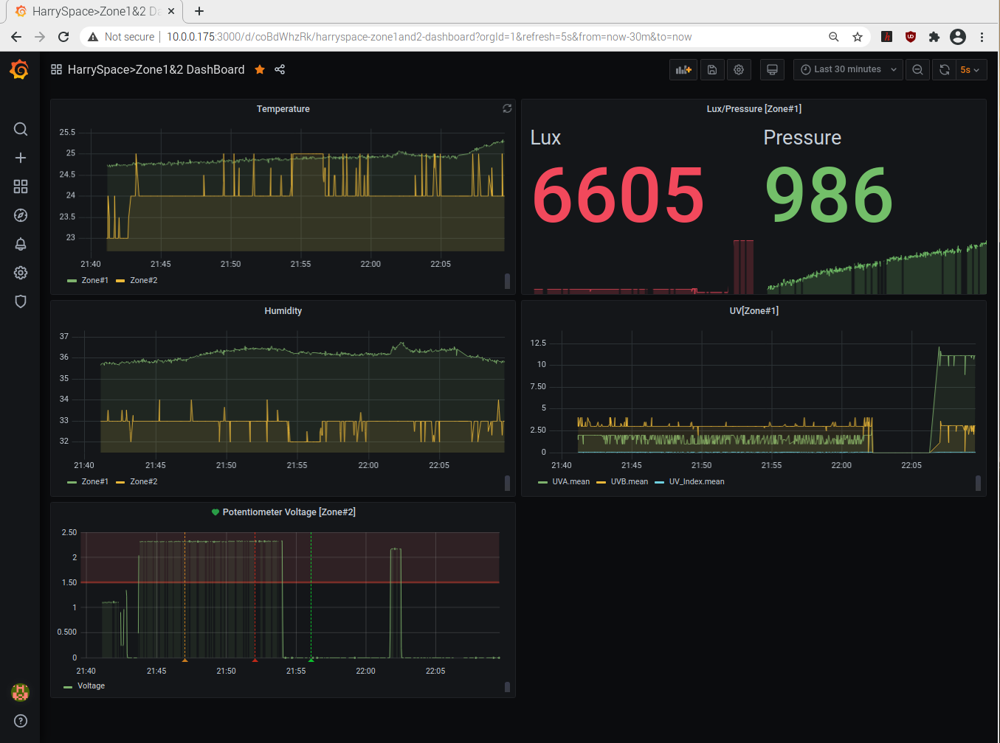 HarrySpace>Zone1&2 Da
Not secure
10.0.0.175:3000/d/coBdWhzRk/harryspace-zone1and2-dashboard?orgId=1&refresh=5s&from=now-30m&to=now
HarrySpace>Zone1&2 DashBoard
Last 30 minutes
5s
Temperature
25.5
25
24.5
24
23.5
23
21:40 21:45 21:50 21:55 22:00 22:05
Zone#1 Zone#2
Lux/Pressure [Zone#1]
Lux Pressure
6605 986
Humidity
37
36
35
34
33
32
21:40 21:45 21:50 21:55 22:00 22:05
Zone#1 Zone#2
UV[Zone#1]
12.5
10
7.50
5
2.50
0
21:40 21:45 21:50 21:55 22:00 22:05
UVA.mean UVB.mean UV_Index.mean
Potentiometer Voltage [Zone#2]
2.50
2
1.50
1
0.500
0
21:40 21:45 21:50 21:55 22:00 22:05
Voltage